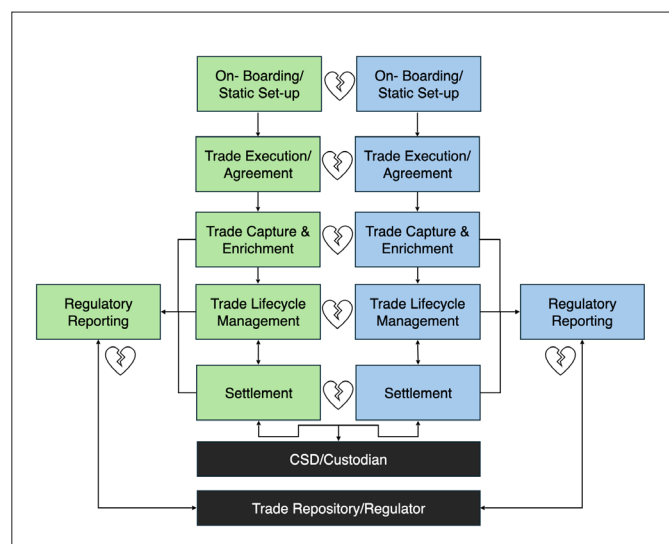 On- Boarding/
Static Set-up
On- Boarding/
Static Set-up
Trade Execution/
Agreement
Trade Execution/
Agreement
Trade Capture &
Enrichment
Trade Capture &
Enrichment
Regulatory
Reporting
Trade Lifecycle
Management
Trade Lifecycle
Management
Regulatory
Reporting
Settlement
Settlement
CSD/Custodian
Trade Repository/Regulator